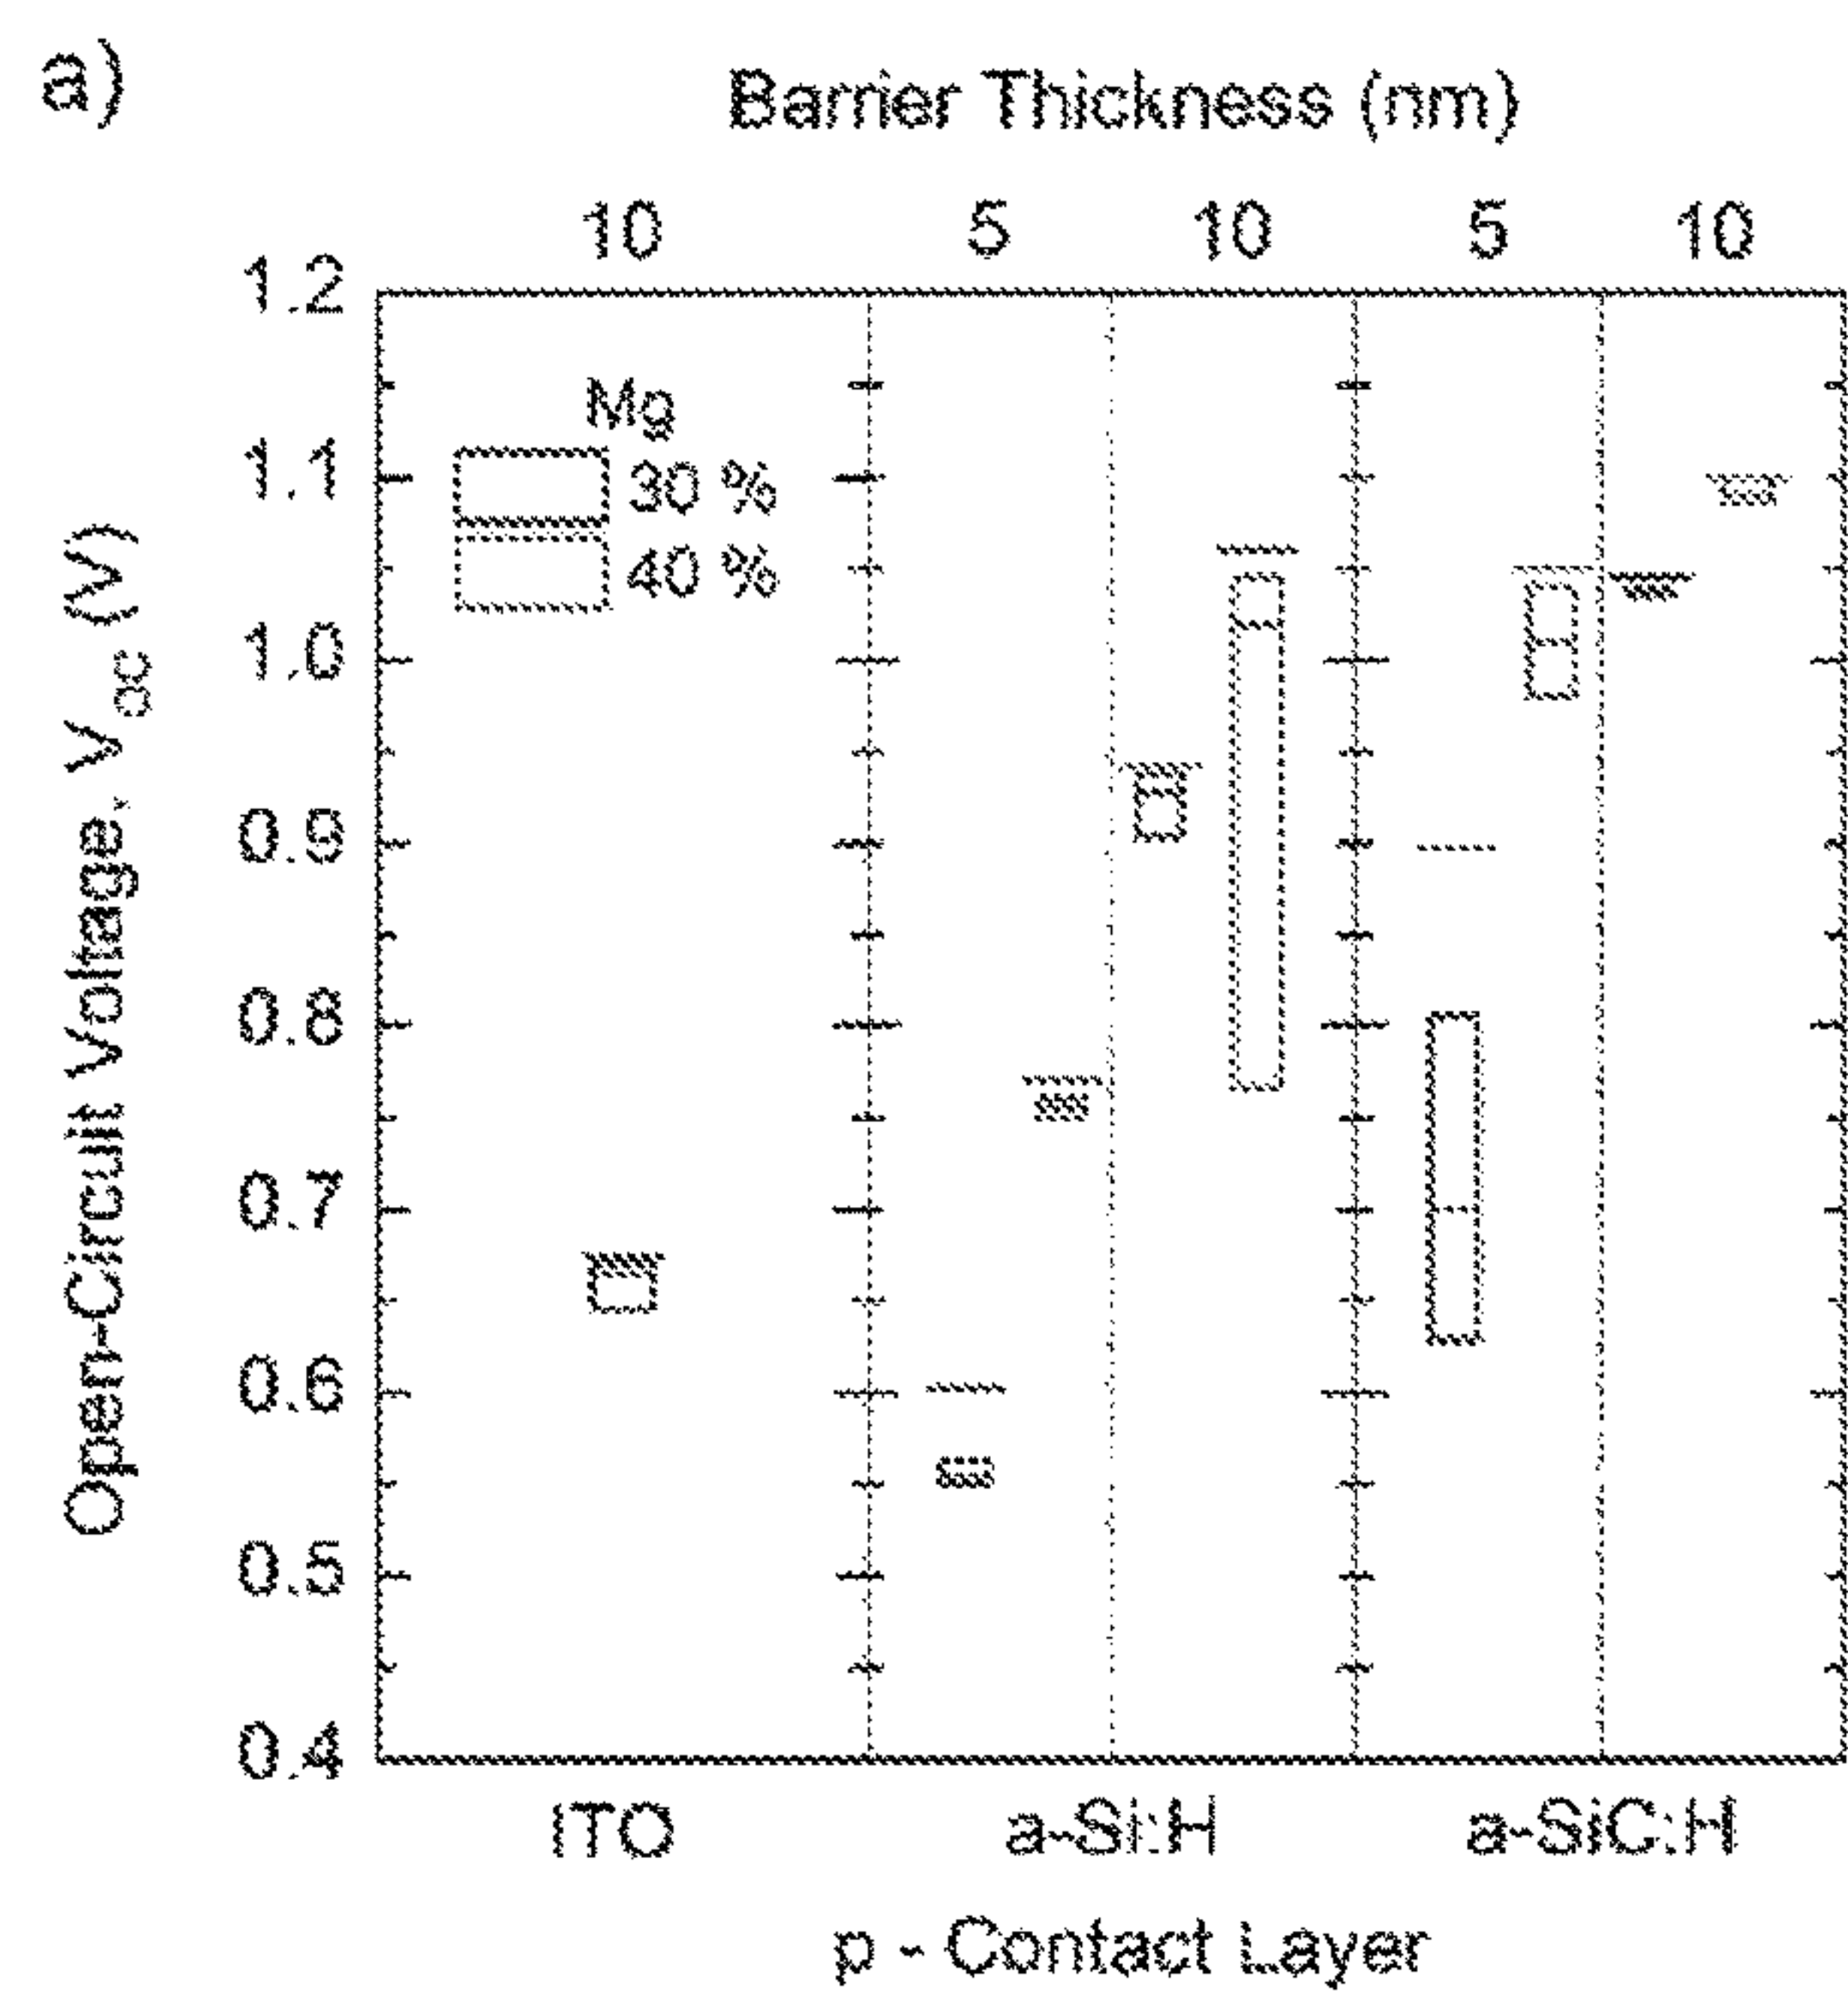 a)
Barrier Thickness (nm)
10 5 10 5 10
1.2
1.1
1.0
0.9
0.8
0.7
0.6
0.5
0.4
Open-Circuit Voltage, V_oc (V)
Mg
30 %
40 %
ITO a-Si:H a-SiC:H
p - Contact Layer